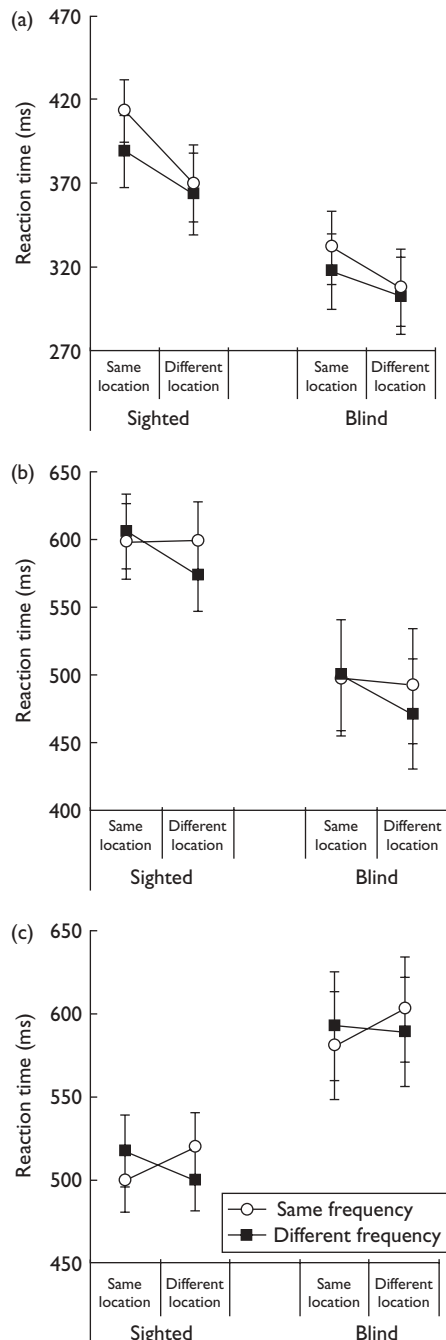 (a)
470
420
370
320
270
Reaction time (ms)
Same location
Different location
Same location
Different location
Sighted
Blind
(b)
650
600
550
500
450
400
Reaction time (ms)
Same location
Different location
Same location
Different location
Sighted
Blind
(c)
650
600
550
500
450
Reaction time (ms)
Same frequency
Different frequency
Same location
Different location
Same location
Different location
Sighted
Blind